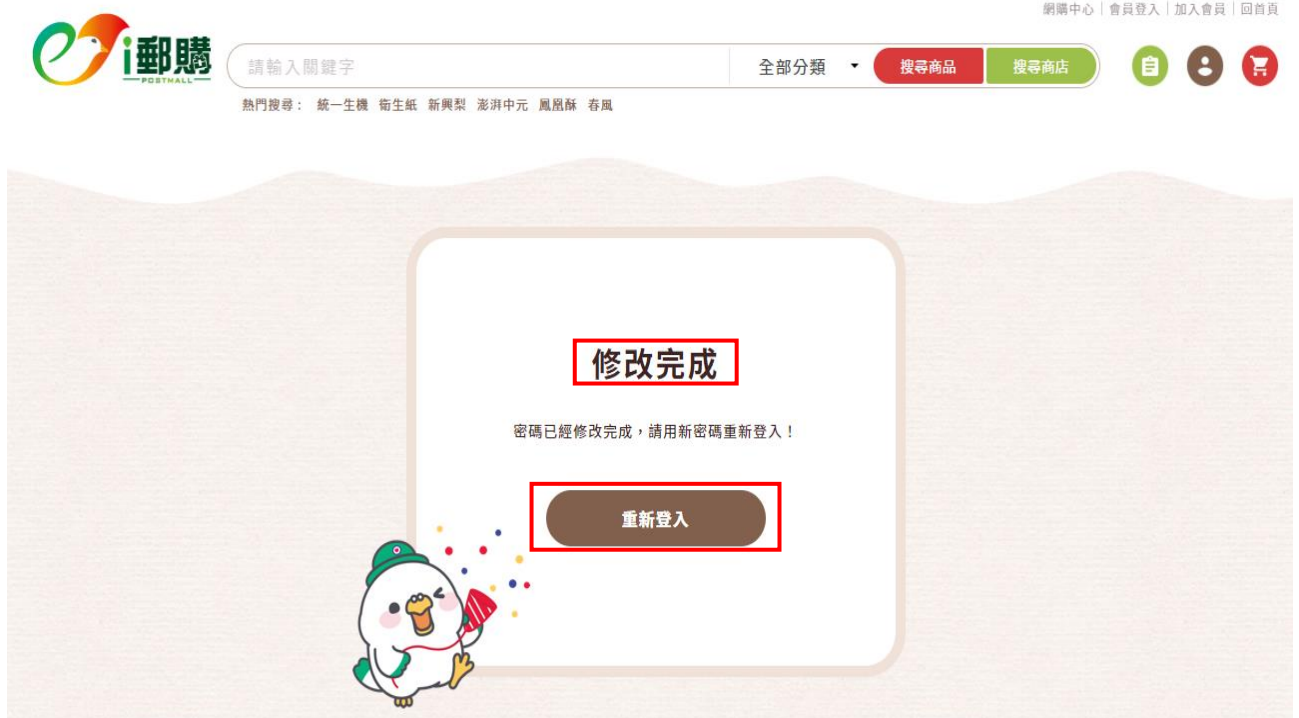 網購中心｜會員登入｜加入會員｜回首頁
i郵購
POSTMALL
請輸入關鍵字
全部分類
搜尋商品
搜尋商店
熱門搜尋： 統一生機 衛生紙 新興梨 澎湃中元 鳳凰酥 春風
修改完成
密碼已經修改完成，請用新密碼重新登入！
重新登入